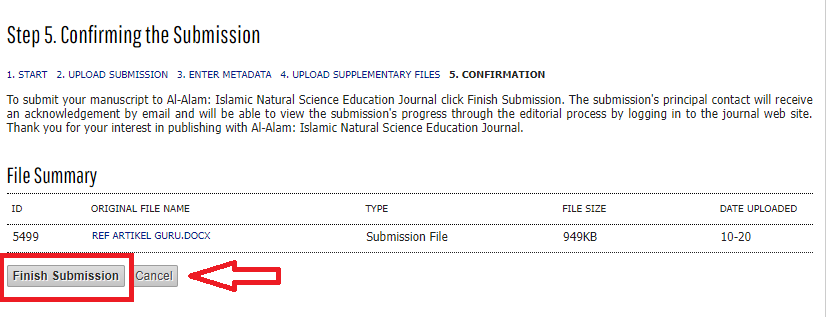 Step 5. Confirming the Submission
1. START 2. UPLOAD SUBMISSION 3. ENTER METADATA 4. UPLOAD SUPPLEMENTARY FILES 5. CONFIRMATION
To submit your manuscript to Al-Alam: Islamic Natural Science Education Journal click Finish Submission. The submission's principal contact will receive
an acknowledgement by email and will be able to view the submission's progress through the editorial process by logging in to the journal web site.
Thank you for your interest in publishing with Al-Alam: Islamic Natural Science Education Journal.
File Summary
ID ORIGINAL FILE NAME TYPE FILE SIZE DATE UPLOADED
5499 REF ARTIKEL GURU.DOCX Submission File 949KB 10-20
Finish Submission Cancel